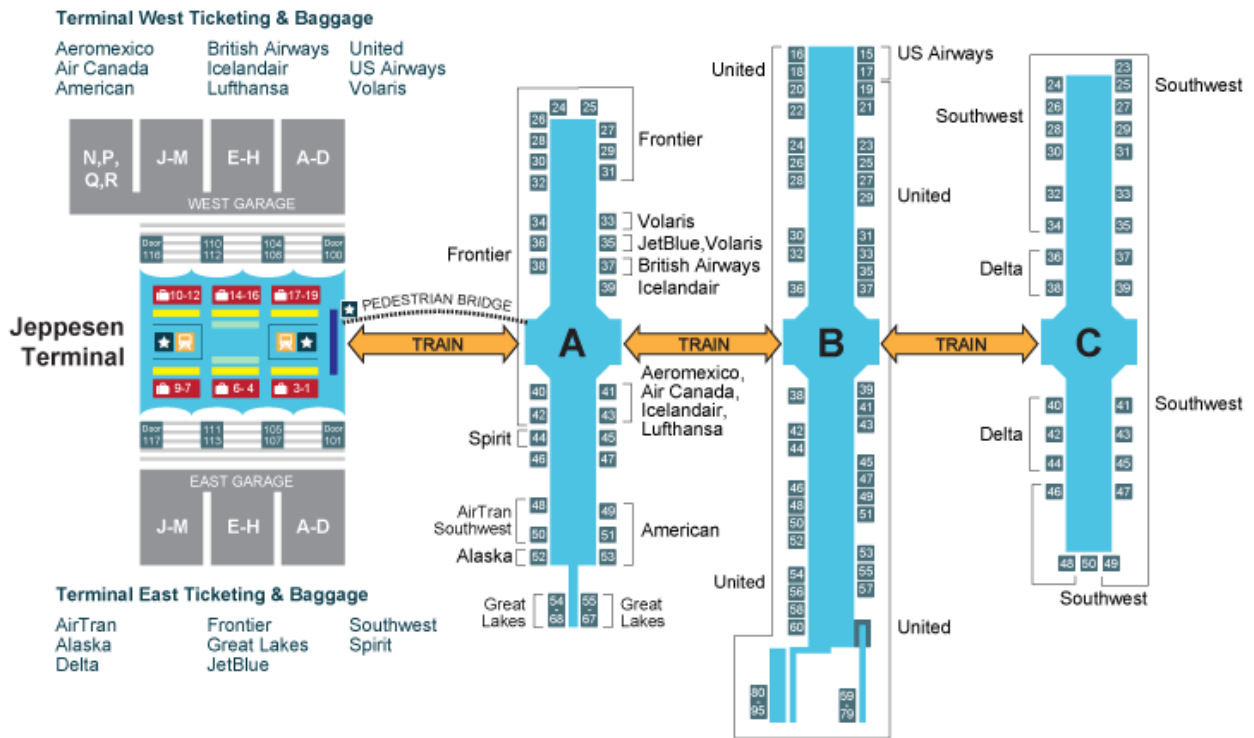 Terminal West Ticketing & Baggage
Aeromexico British Airways United
Air Canada Icelandair US Airways
American Lufthansa Volaris
N,P,
Q,R
J-M
E-H
A-D
WEST GARAGE
Door
116
110
112
104
106
Door
100
10-12
14-16
17-19
Jeppesen
Terminal
9-7
6- 4
3-1
Door
117
111
113
105
107
Door
101
EAST GARAGE
J-M
E-H
A-D
Terminal East Ticketing & Baggage
AirTran Frontier Southwest
Alaska Great Lakes Spirit
Delta JetBlue
PEDESTRIAN BRIDGE
TRAIN
24 25
26 27
28 29
30 31
32
Frontier
34 33 Volaris
36 35 JetBlue,Volaris
Frontier
38 37 British Airways
39 Icelandair
A
40 41
42 43
Aeromexico,
Air Canada,
Icelandair,
Lufthansa
Spirit 44 45
46 47
AirTran
Southwest
48 49
50 51
American
Alaska 52 53
Great
Lakes
54
-
68
55
-
67
Great
Lakes
TRAIN
United
16 15 US Airways
18 17
20 19
22 21
24 23
26 25
28 27
29
United
30 31
32 33
35
36 37
B
38 39
41
42 43
44
45
46 47
48 49
50 51
52
53
54 55
56 57
58
60
United
United
80
-
95
59
-
79
TRAIN
23
24 25 Southwest
26 27
Southwest
28 29
30 31
32 33
34 35
36 37
Delta
38 39
C
40 41 Southwest
42 43
Delta
44 45
46 47
48 50 49
Southwest